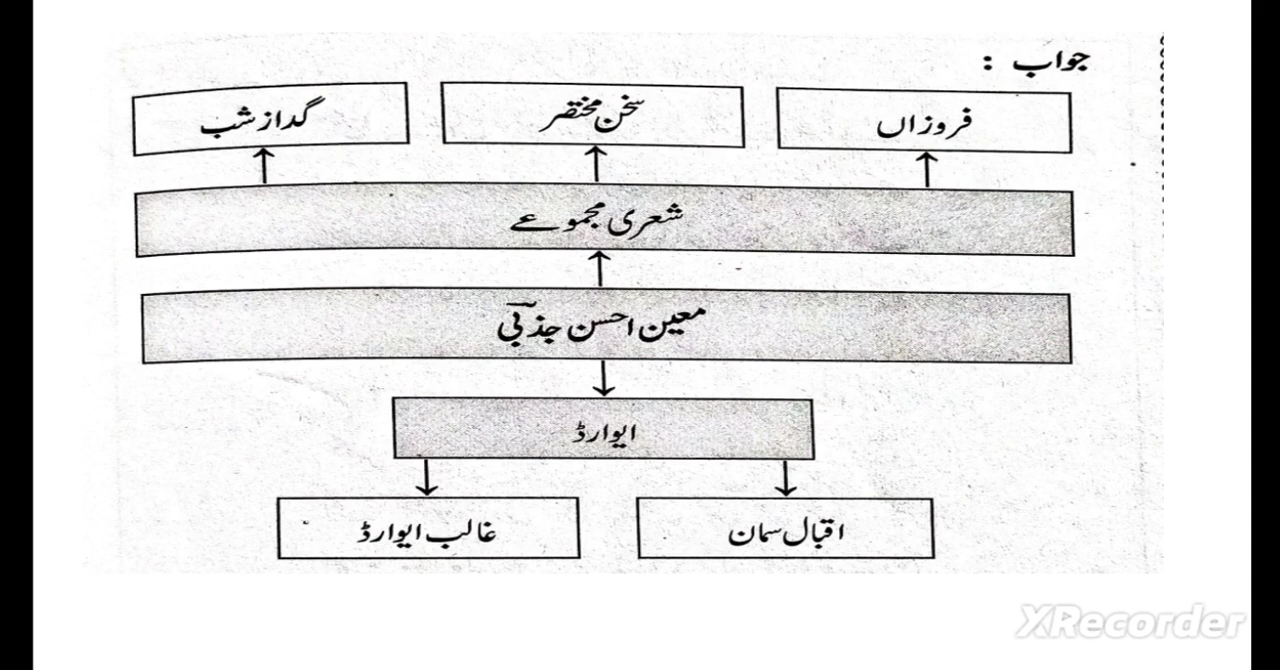 جواب :
فروزاں
سخن مختصر
گداز شب
شعری مجموعے
معین احسن جذبی
ایوارڈ
اقبال سمان
غالب ایوارڈ
XRecorder